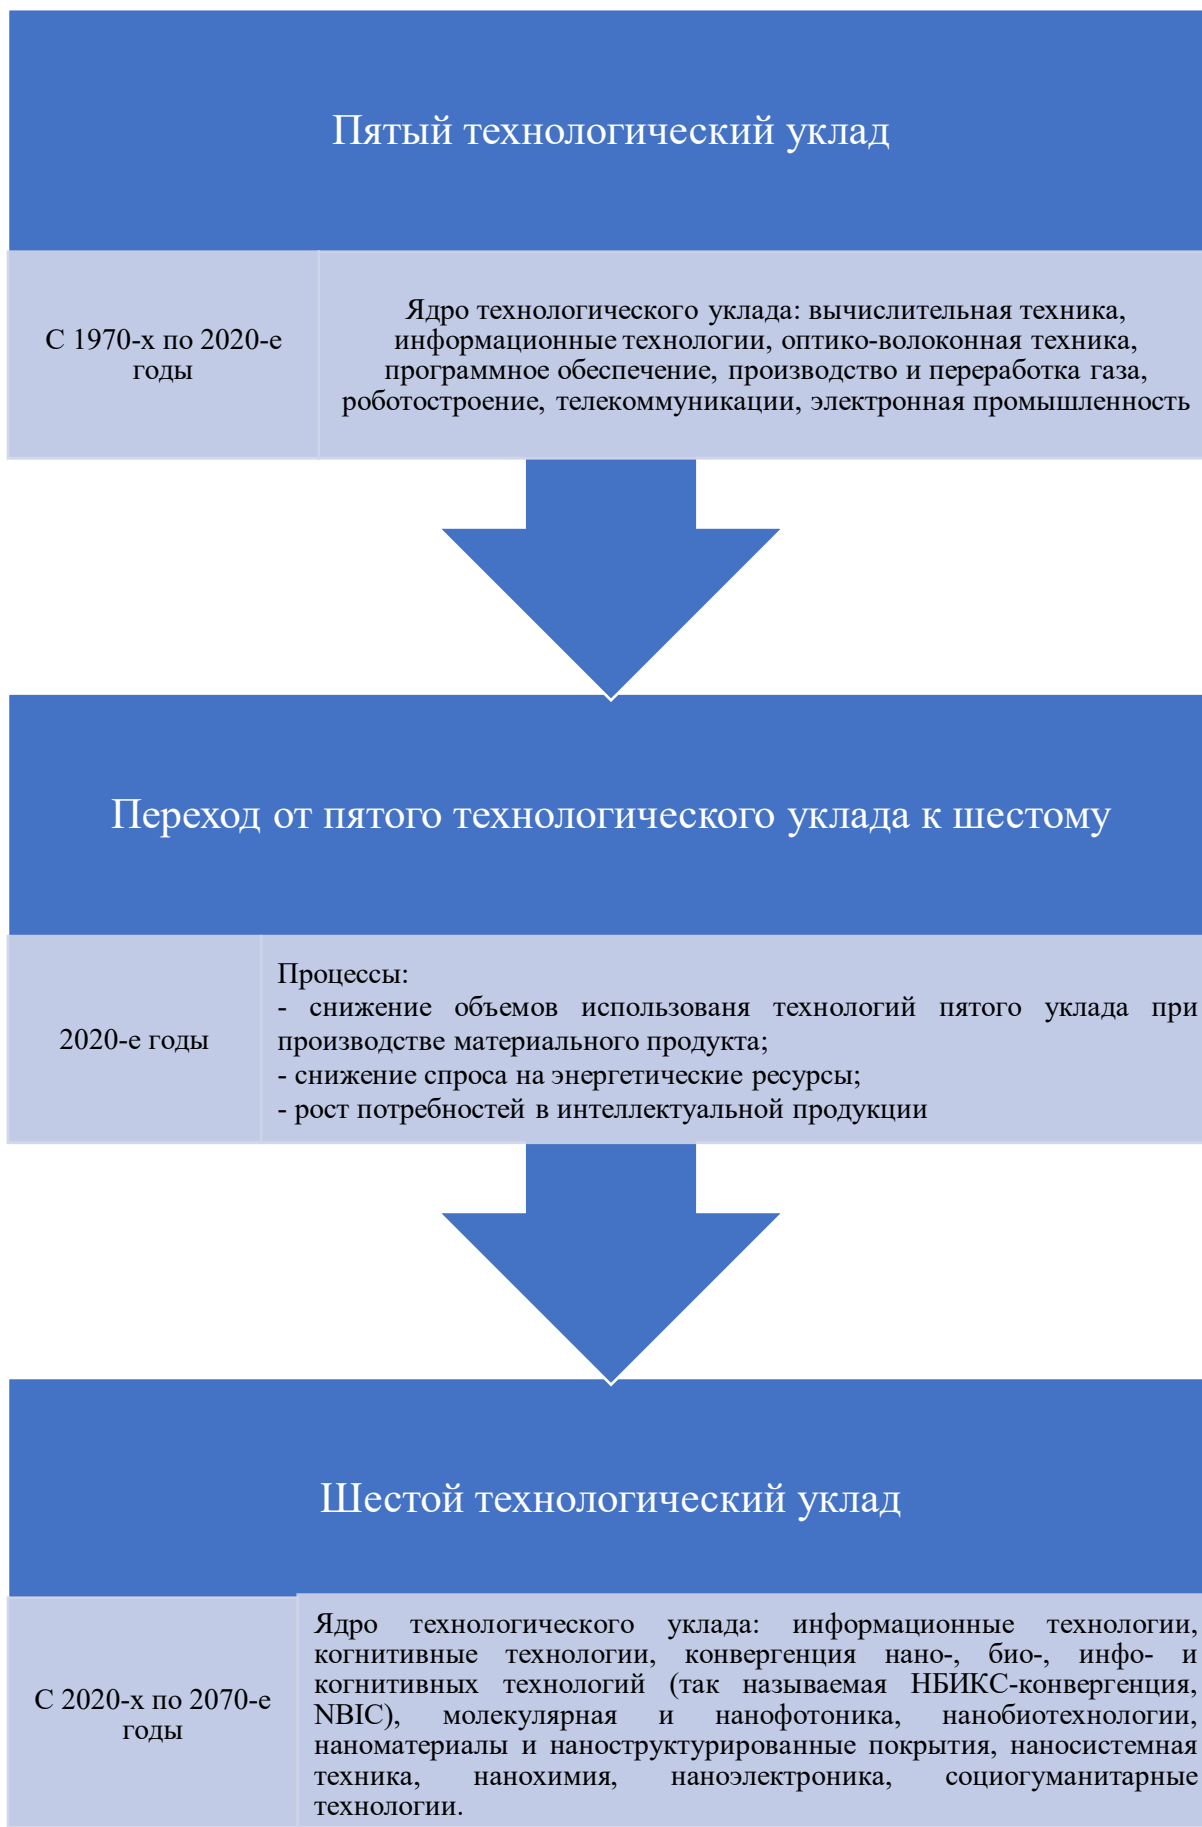 Пятый технологический уклад
С 1970-х по 2020-е
годы
Ядро технологического уклада: вычислительная техника,
информационные технологии, оптико-волоконная техника,
программное обеспечение, производство и переработка газа,
роботостроение, телекоммуникации, электронная промышленность
Переход от пятого технологического уклада к шестому
2020-е годы
Процессы:
- снижение объемов использованя технологий пятого уклада при
производстве материального продукта;
- снижение спроса на энергетические ресурсы;
- рост потребностей в интеллектуальной продукции
Шестой технологический уклад
С 2020-х по 2070-е
годы
Ядро технологического уклада: информационные технологии,
когнитивные технологии, конвергенция нано-, био-, инфо- и
когнитивных технологий (так называемая НБИКС-конвергенция,
NBIC), молекулярная и нанофотоника, нанобиотехнологии,
наноматериалы и наноструктурированные покрытия, наносистемная
техника, нанохимия, наноэлектроника, социогуманитарные
технологии.